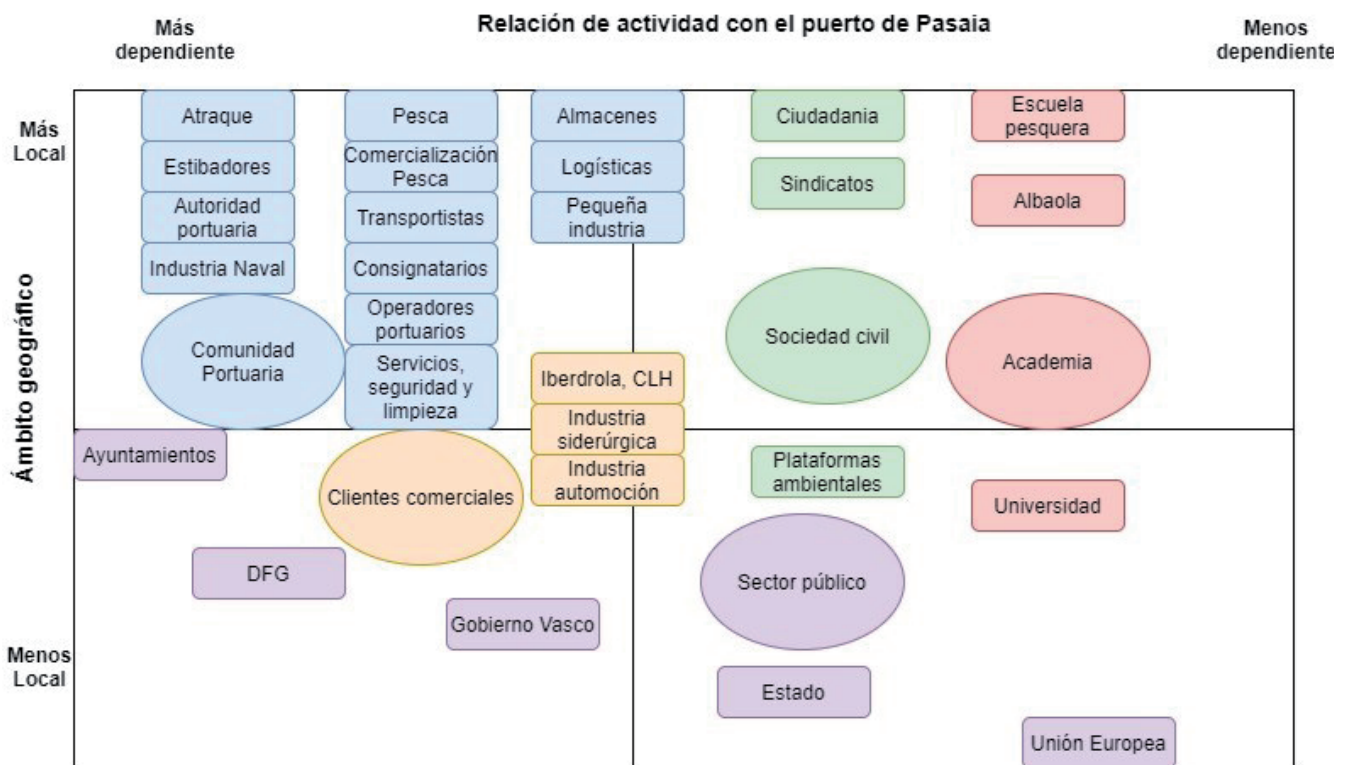 Relación de actividad con el puerto de Pasaia
Más
dependiente
Menos
dependiente
Más
Local
Ámbito geográfico
Menos
Local
Atraque
Estibadores
Autoridad
portuaria
Industria Naval
Comunidad
Portuaria
Pesca
Comercialización
Pesca
Transportistas
Consignatarios
Operadores
portuarios
Servicios,
seguridad y
limpieza
Almacenes
Logísticas
Pequeña
industria
Iberdrola, CLH
Industria
siderúrgica
Industria
automoción
Clientes comerciales
Ciudadania
Sindicatos
Sociedad civil
Plataformas
ambientales
Escuela
pesquera
Albaola
Academia
Universidad
Ayuntamientos
DFG
Gobierno Vasco
Sector público
Estado
Unión Europea